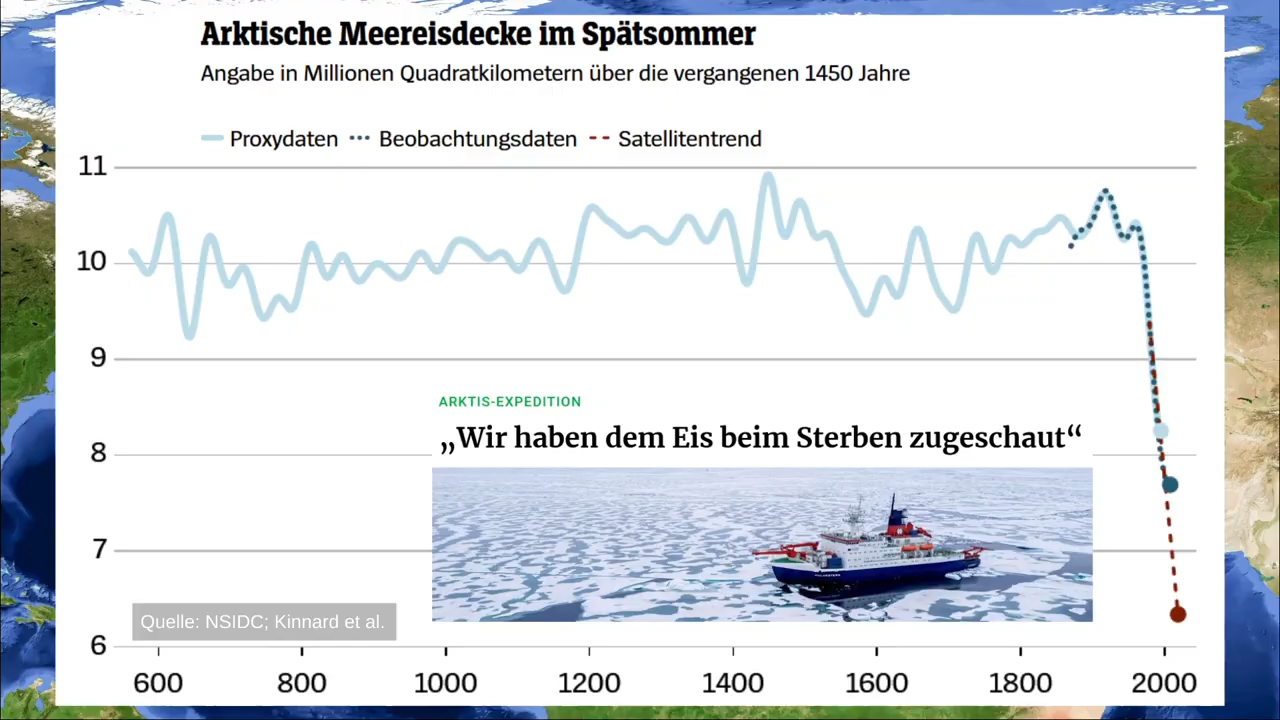 Arktische Meereisdecke im Spätsommer
Angabe in Millionen Quadratkilometern über die vergangenen 1450 Jahre
Proxydaten Beobachtungsdaten Satellitentrend
11
10
9
ARKTIS-EXPEDITION
„Wir haben dem Eis beim Sterben zugeschaut“
8
7
Quelle: NSIDC; Kinnard et al.
6
600 800 1000 1200 1400 1600 1800 2000